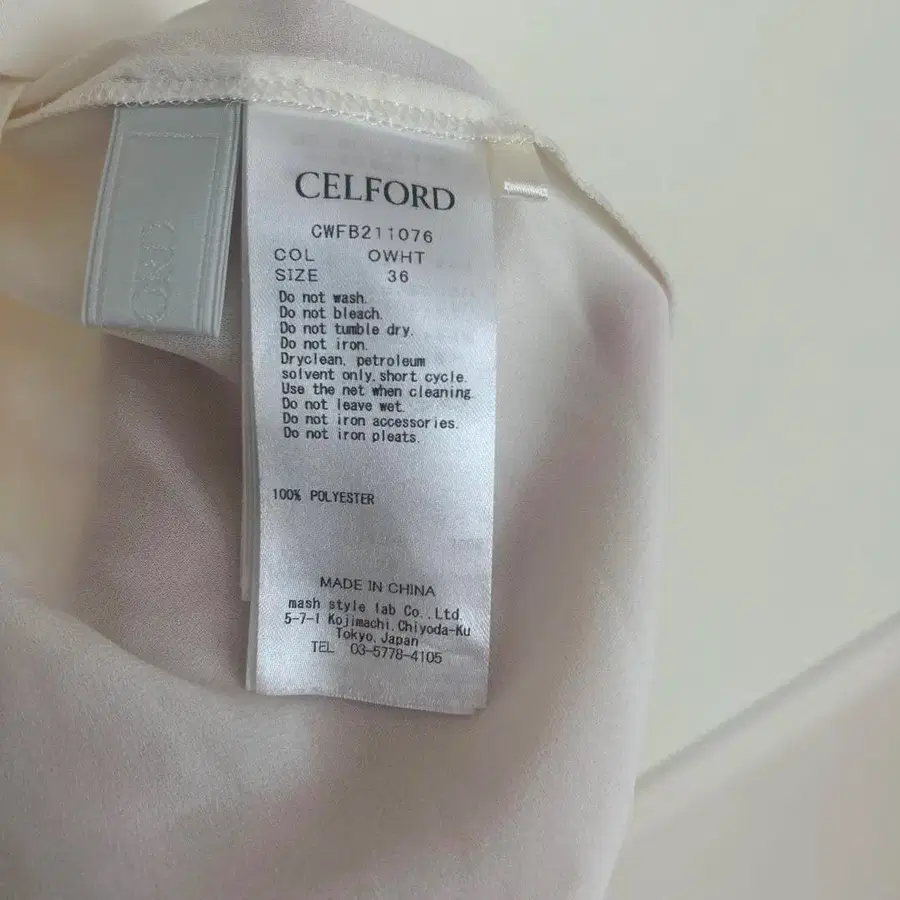 CELFORD
CWFB211076
COL OWHT
SIZE 36
Do not wash.
Do not bleach.
Do not tumble dry.
Do not iron.
Dryclean, petroleum
solvent only, short cycle.
Use the net when cleaning.
Do not leave wet.
Do not iron accessories.
Do not iron pleats.
100% POLYESTER
MADE IN CHINA
mash style lab Co.,Ltd.
5-7-1 Kojimachi, Chiyoda-Ku
Tokyo, Japan
TEL 03-5778-4105